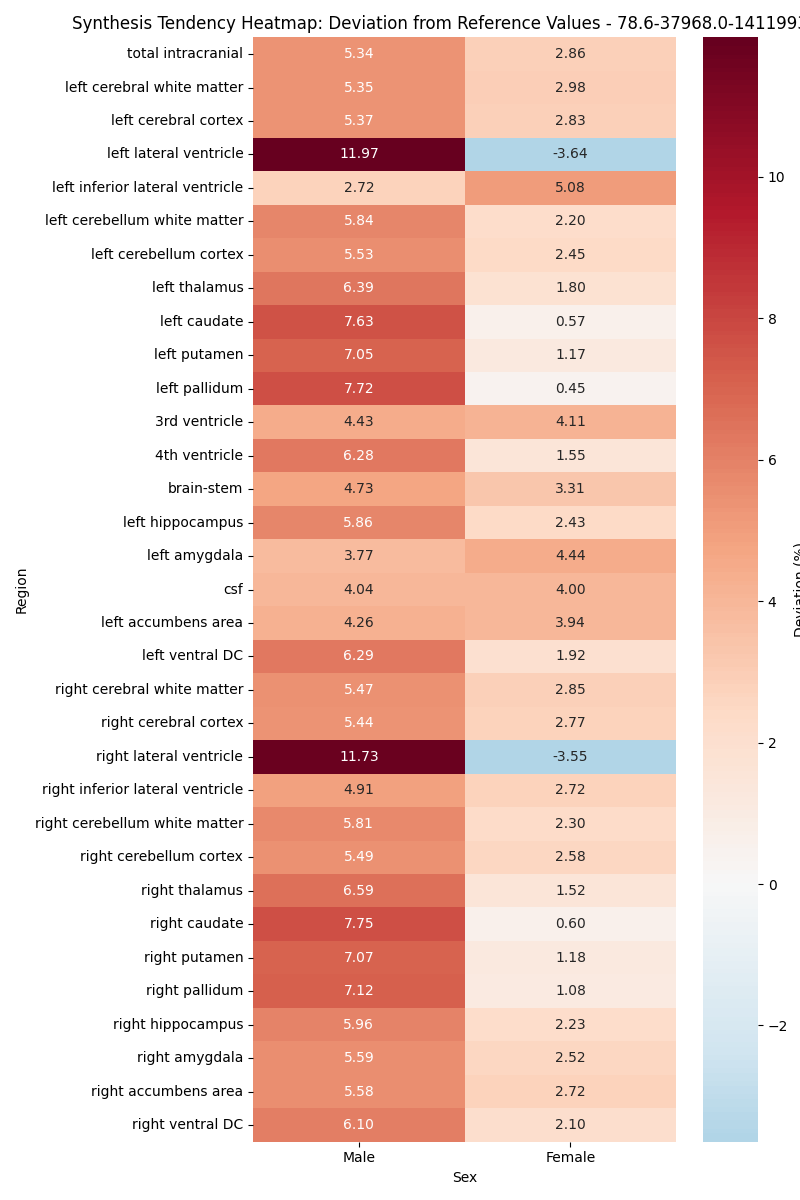 Synthesis Tendency Heatmap: Deviation from Reference Values - 78.6-37968.0-1411993
total intracranial 5.34 2.86
left cerebral white matter 5.35 2.98
left cerebral cortex 5.37 2.83
left lateral ventricle 11.97 -3.64
left inferior lateral ventricle 2.72 5.08
left cerebellum white matter 5.84 2.20
left cerebellum cortex 5.53 2.45
left thalamus 6.39 1.80
left caudate 7.63 0.57
left putamen 7.05 1.17
left pallidum 7.72 0.45
3rd ventricle 4.43 4.11
4th ventricle 6.28 1.55
brain-stem 4.73 3.31
left hippocampus 5.86 2.43
left amygdala 3.77 4.44
csf 4.04 4.00
left accumbens area 4.26 3.94
left ventral DC 6.29 1.92
right cerebral white matter 5.47 2.85
right cerebral cortex 5.44 2.77
right lateral ventricle 11.73 -3.55
right inferior lateral ventricle 4.91 2.72
right cerebellum white matter 5.81 2.30
right cerebellum cortex 5.49 2.58
right thalamus 6.59 1.52
right caudate 7.75 0.60
right putamen 7.07 1.18
right pallidum 7.12 1.08
right hippocampus 5.96 2.23
right amygdala 5.59 2.52
right accumbens area 5.58 2.72
right ventral DC 6.10 2.10
Male Female
Sex
Region
10
8
6
4
2
0
−2
Deviation (%)